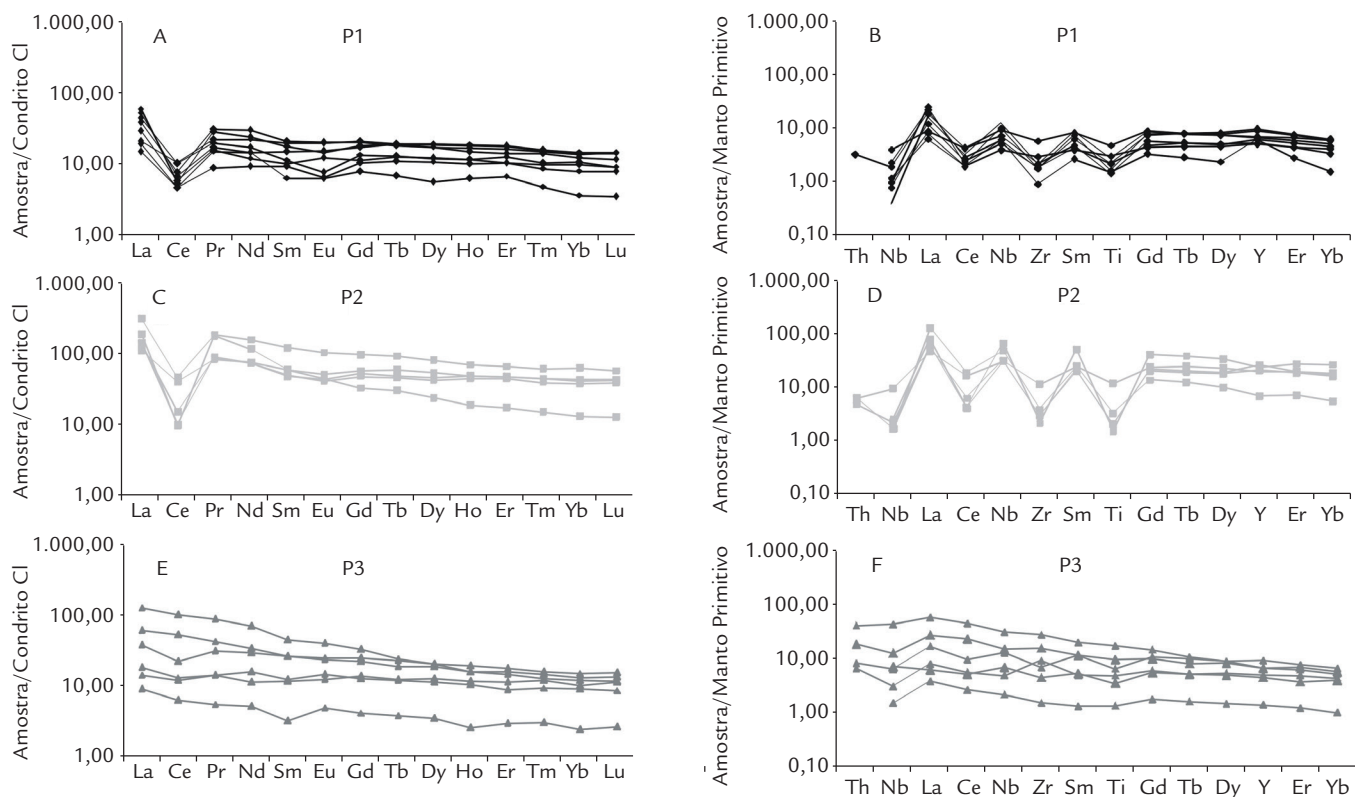 Amostra/Condrito Cl
1.000,00
100,00
10,00
1,00
A
P1
La Ce Pr Nd Sm Eu Gd Tb Dy Ho Er Tm Yb Lu
Amostra/Manto Primitivo
1.000,00
100,00
10,00
1,00
0,10
B
P1
Th Nb La Ce Nb Zr Sm Ti Gd Tb Dy Y Er Yb
Amostra/Condrito Cl
1.000,00
100,00
10,00
1,00
C
P2
La Ce Pr Nd Sm Eu Gd Tb Dy Ho Er Tm Yb Lu
Amostra/Manto Primitivo
1.000,00
100,00
10,00
1,00
0,10
D
P2
Th Nb La Ce Nb Zr Sm Ti Gd Tb Dy Y Er Yb
Amostra/Condrito Cl
1.000,00
100,00
10,00
1,00
E
P3
La Ce Pr Nd Sm Eu Gd Tb Dy Ho Er Tm Yb Lu
Amostra/Manto Primitivo
1.000,00
100,00
10,00
1,00
0,10
F
P3
Th Nb La Ce Nb Zr Sm Ti Gd Tb Dy Y Er Yb